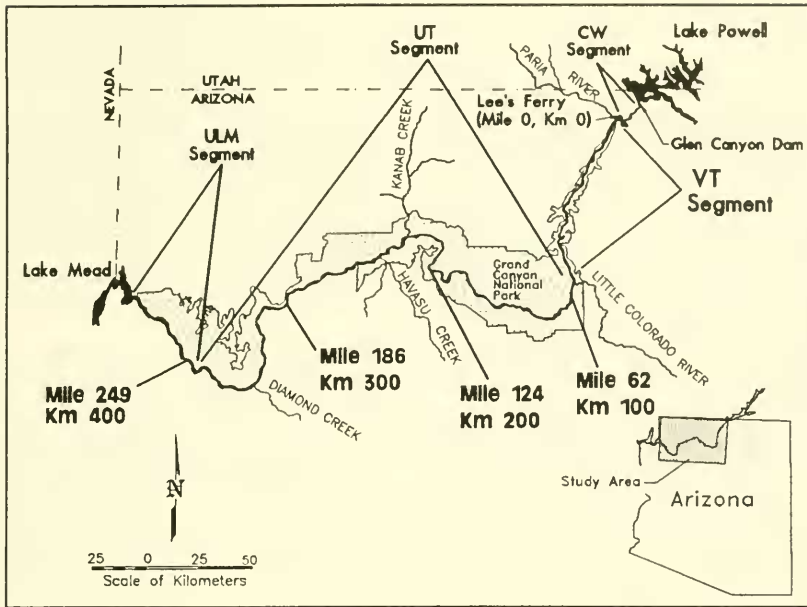 UT
Segment
CW
Segment
Lake Powell
PARIA
RIVER
NEVADA
UTAH
ARIZONA
Lee's Ferry
(Mile 0, Km 0)
ULM
Segment
KANAB CREEK
Glen Canyon Dam
VT
Segment
Lake Mead
Grand
Canyon
National
Park
HAVASU CREEK
LITTLE COLORADO
RIVER
Mile 186
Km 300
Mile 249
Km 400
Mile 124
Km 200
Mile 62
Km 100
DIAMOND CREEK
N
Study Area
Arizona
25 0 25 50
Scale of Kilometers